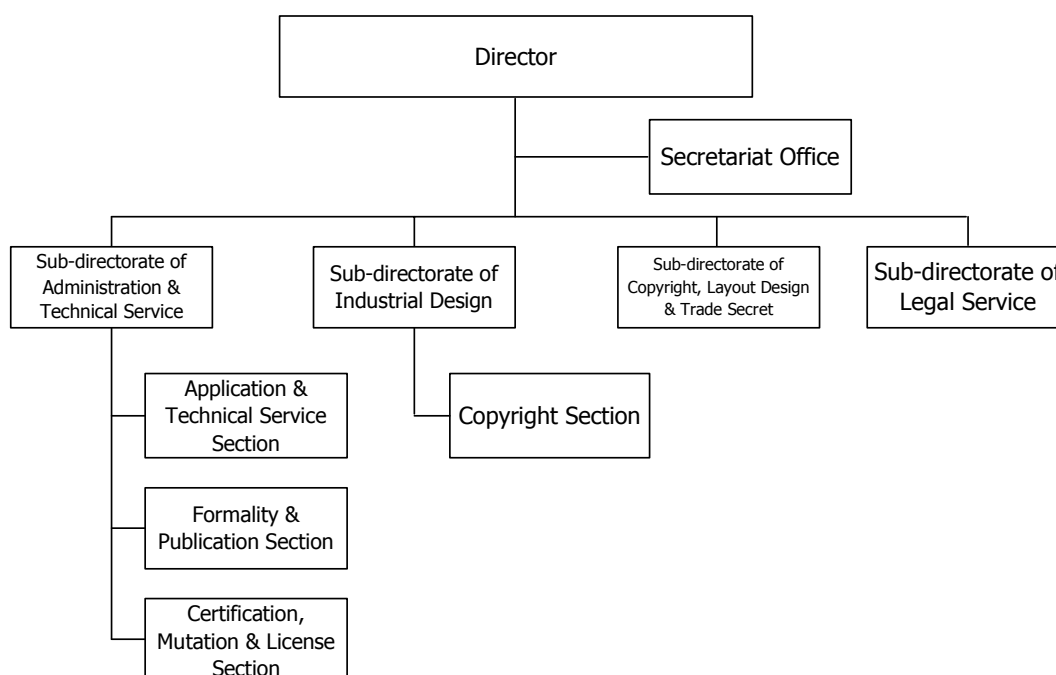 Director
Secretariat Office
Sub-directorate of
Administration &
Technical Service
Sub-directorate of
Industrial Design
Sub-directorate of
Copyright, Layout Design
& Trade Secret
Sub-directorate of
Legal Service
Application &
Technical Service
Section
Copyright Section
Formality &
Publication Section
Certification,
Mutation & License
Section